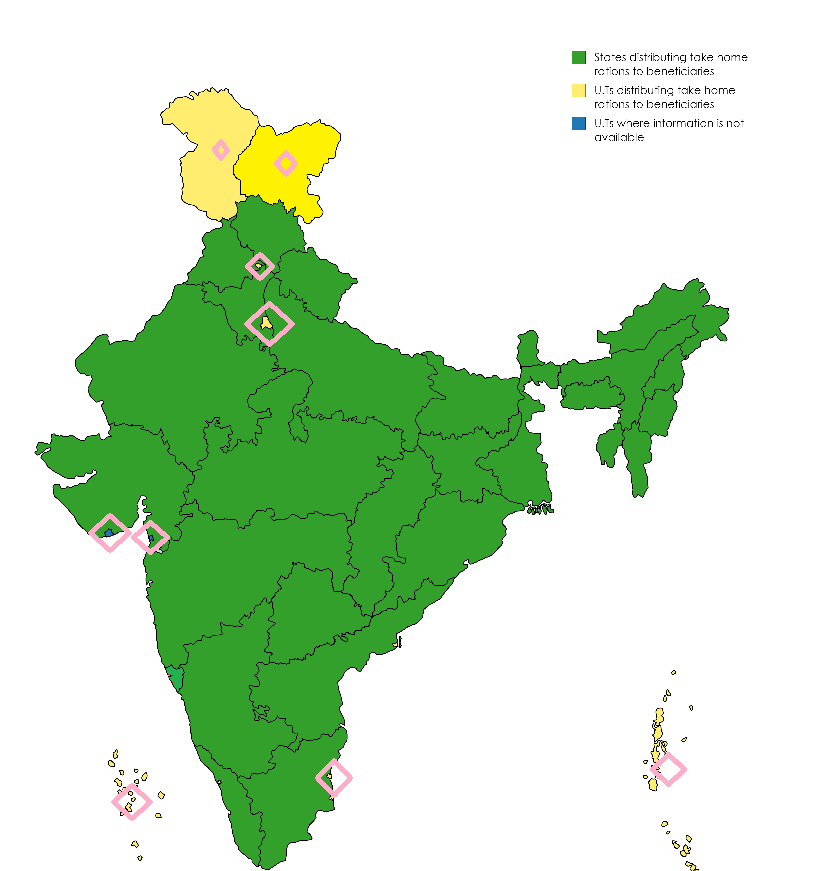 States distributing take home
rations to beneficiaries
U.Ts distributing take home
rations to beneficiaries
U.Ts where information is not
available